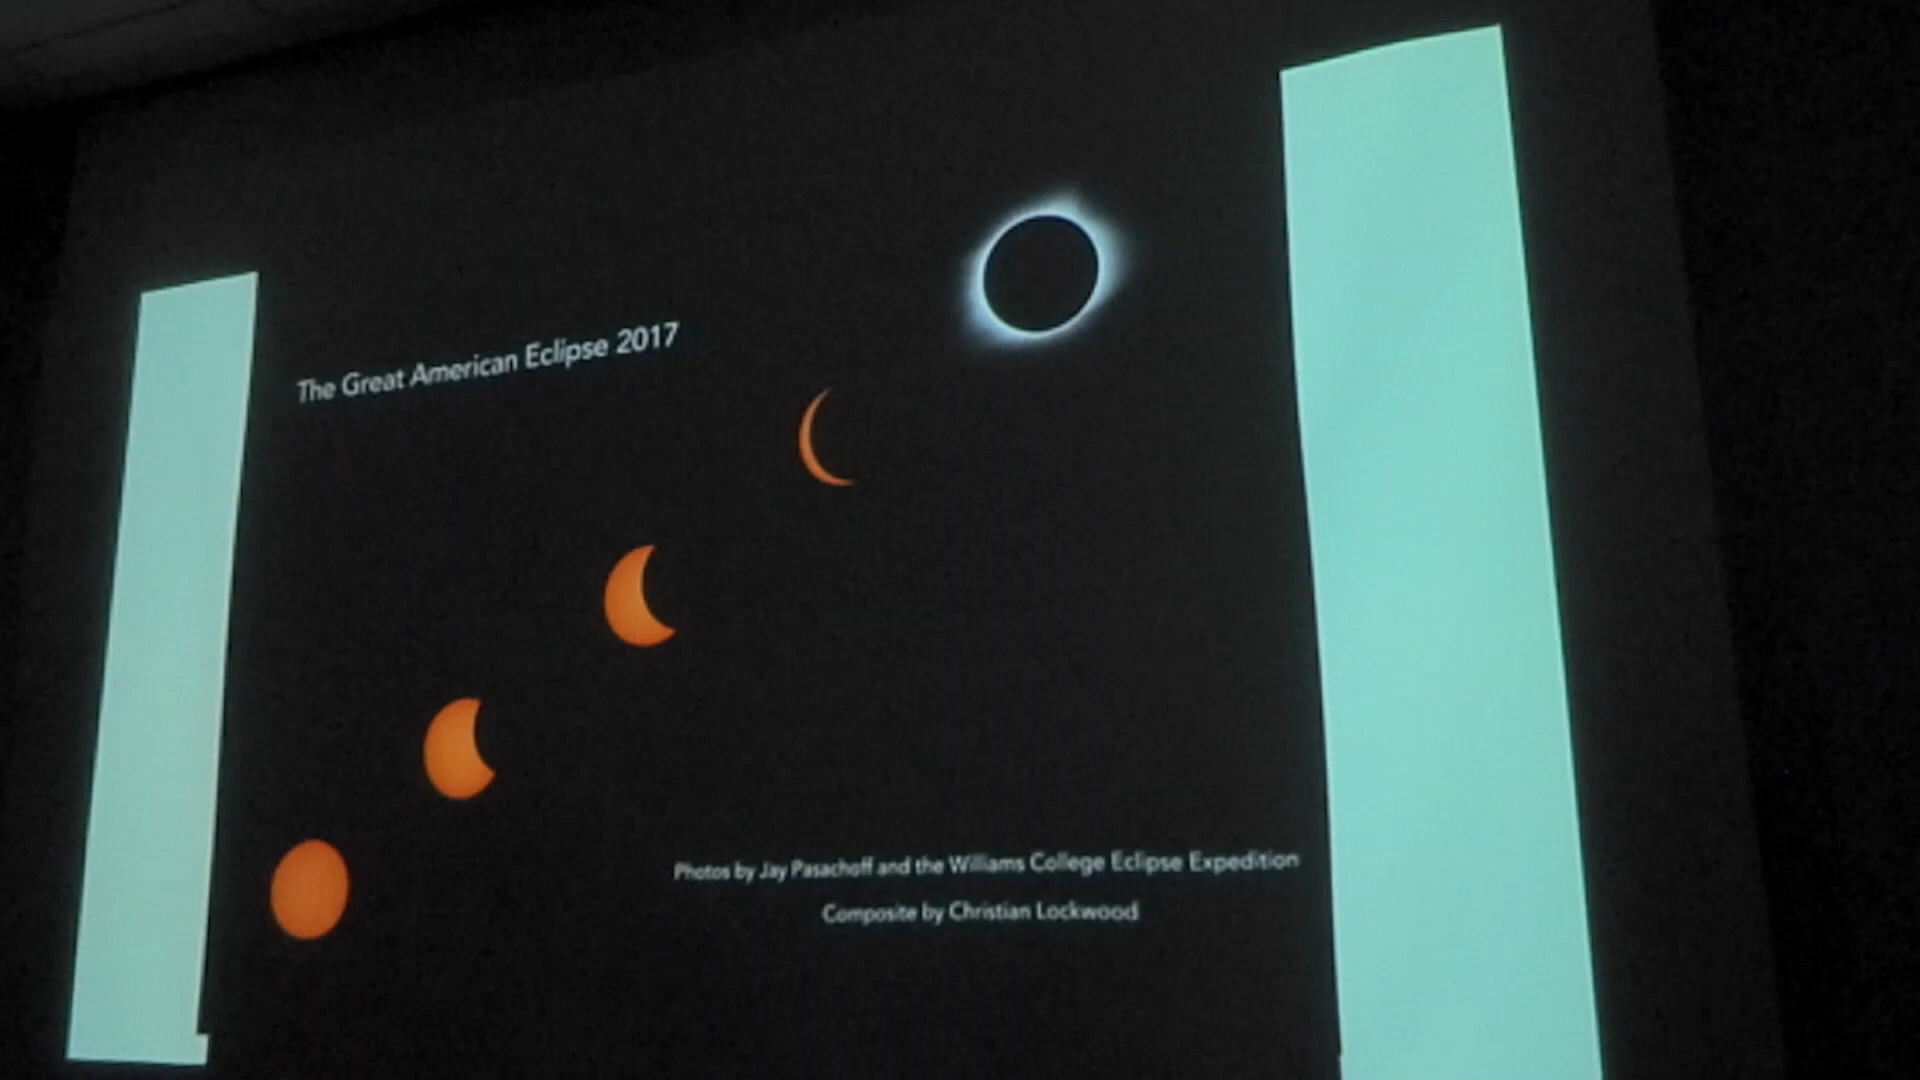 The Great American Eclipse 2017
Photos by Jay Pasachoff and the Williams College Eclipse Expedition
Composite by Christian Lockwood